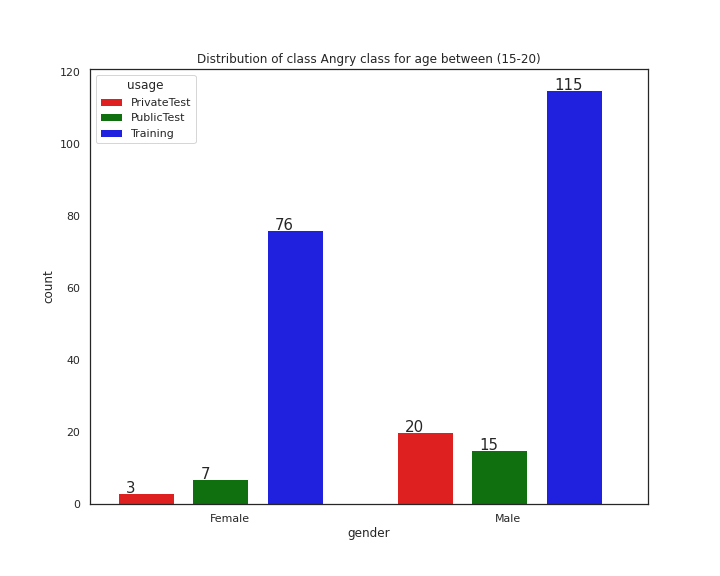 Distribution of class Angry class for age between (15-20)
usage
PrivateTest
PublicTest
Training
120
100
80
60
40
20
0
count
3
7
76
20
15
115
Female
Male
gender